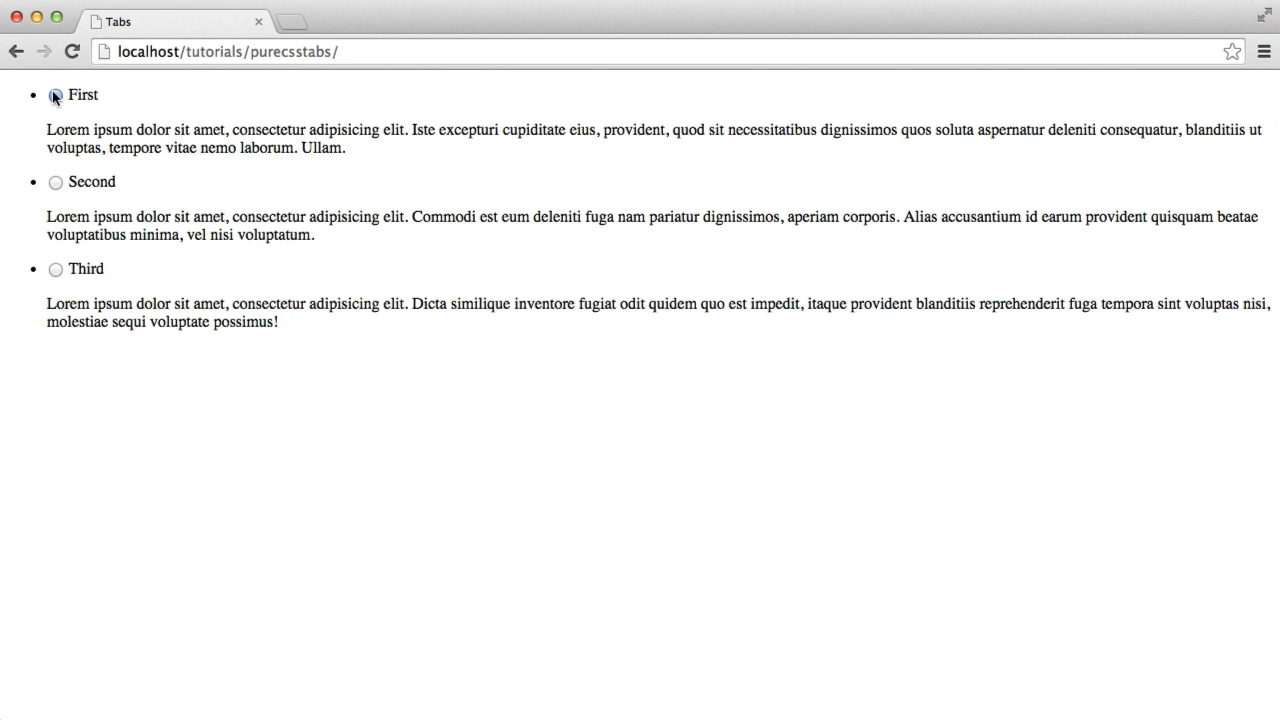 Tabs
localhost/tutorials/purecsstabs/
First
Lorem ipsum dolor sit amet, consectetur adipisicing elit. Iste excepturi cupiditate eius, provident, quod sit necessitatibus dignissimos quos soluta aspernatur deleniti consequatur, blanditiis ut
voluptas, tempore vitae nemo laborum. Ullam.
Second
Lorem ipsum dolor sit amet, consectetur adipisicing elit. Commodi est eum deleniti fuga nam pariatur dignissimos, aperiam corporis. Alias accusantium id earum provident quisquam beatae
voluptatibus minima, vel nisi voluptatum.
Third
Lorem ipsum dolor sit amet, consectetur adipisicing elit. Dicta similique inventore fugiat odit quidem quo est impedit, itaque provident blanditiis reprehenderit fuga tempora sint voluptas nisi,
molestiae sequi voluptate possimus!